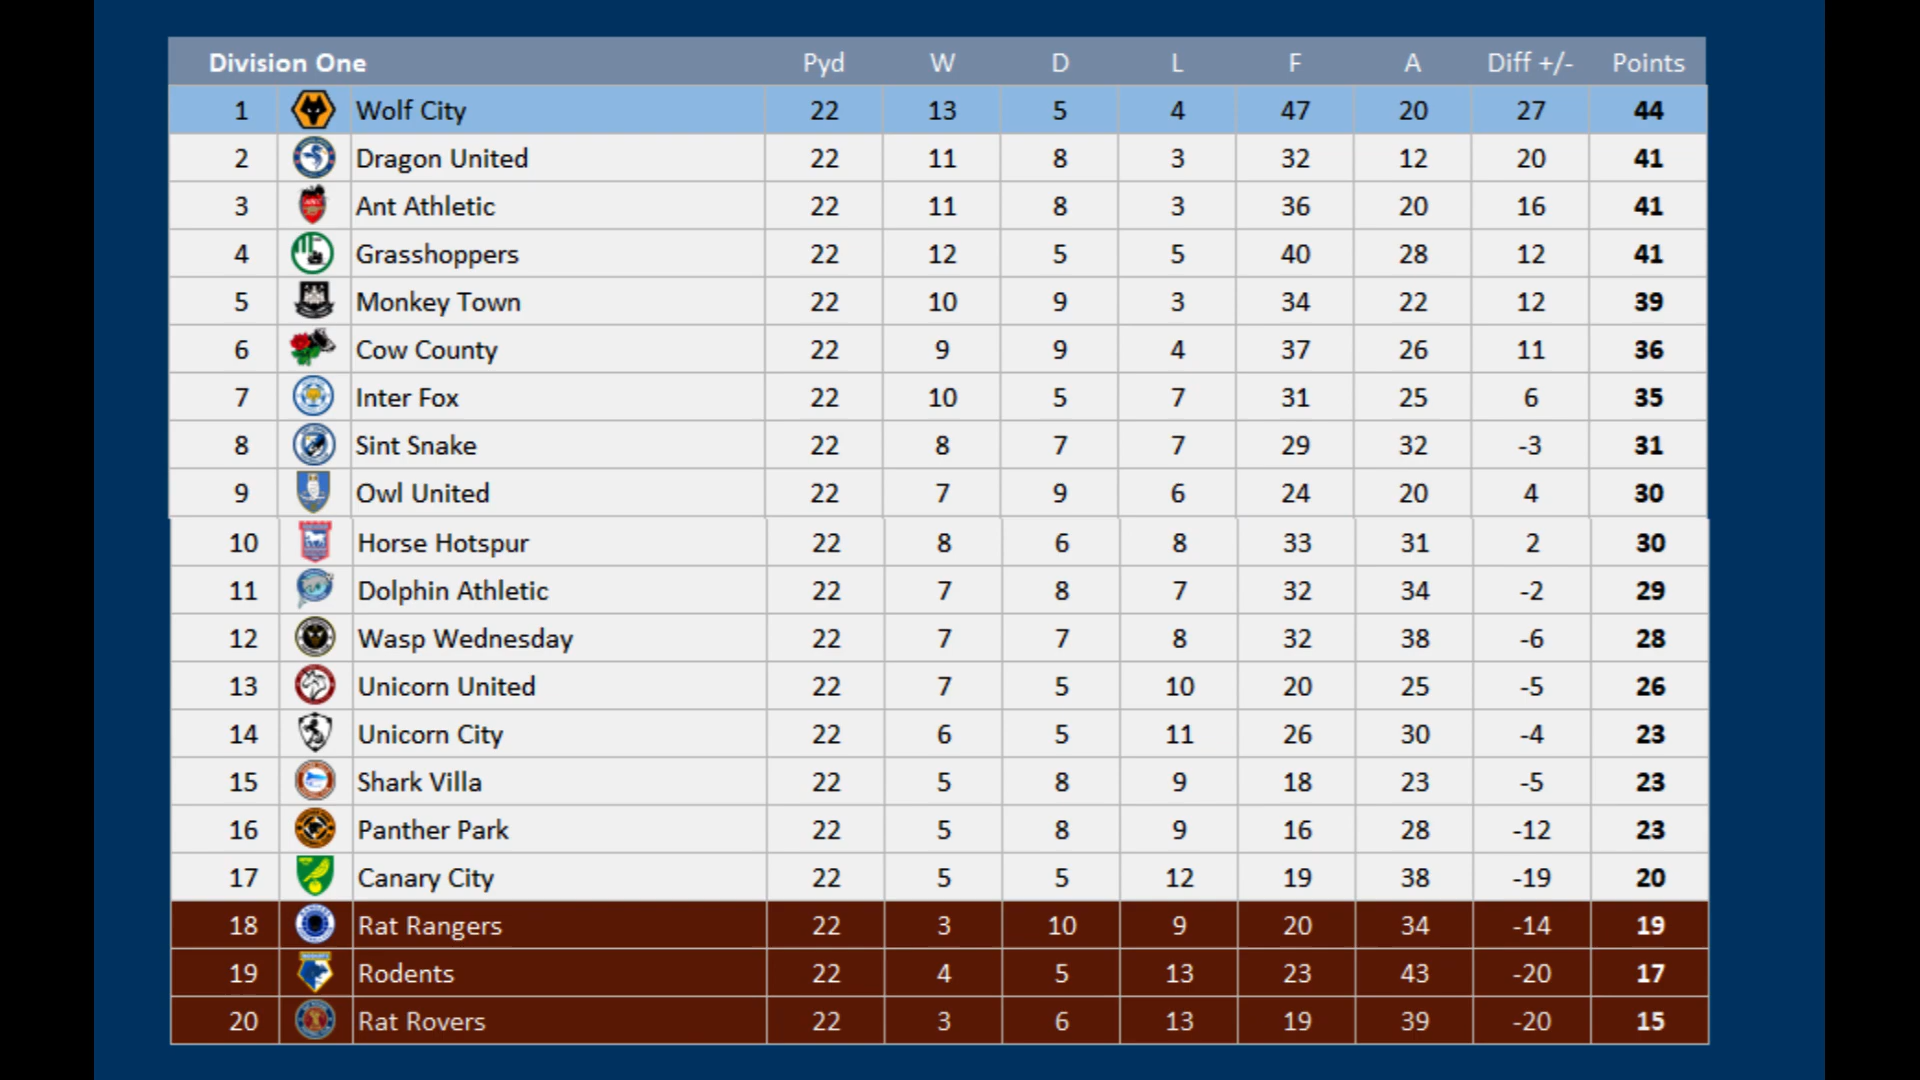 Division One Pyd W D L F A Diff +/- Points
1 Wolf City 22 13 5 4 47 20 27 44
2 Dragon United 22 11 8 3 32 12 20 41
3 Ant Athletic 22 11 8 3 36 20 16 41
4 Grasshoppers 22 12 5 5 40 28 12 41
5 Monkey Town 22 10 9 3 34 22 12 39
6 Cow County 22 9 9 4 37 26 11 36
7 Inter Fox 22 10 5 7 31 25 6 35
8 Sint Snake 22 8 7 7 29 32 -3 31
9 Owl United 22 7 9 6 24 20 4 30
10 Horse Hotspur 22 8 6 8 33 31 2 30
11 Dolphin Athletic 22 7 8 7 32 34 -2 29
12 Wasp Wednesday 22 7 7 8 32 38 -6 28
13 Unicorn United 22 7 5 10 20 25 -5 26
14 Unicorn City 22 6 5 11 26 30 -4 23
15 Shark Villa 22 5 8 9 18 23 -5 23
16 Panther Park 22 5 8 9 16 28 -12 23
17 Canary City 22 5 5 12 19 38 -19 20
18 Rat Rangers 22 3 10 9 20 34 -14 19
19 Rodents 22 4 5 13 23 43 -20 17
20 Rat Rovers 22 3 6 13 19 39 -20 15